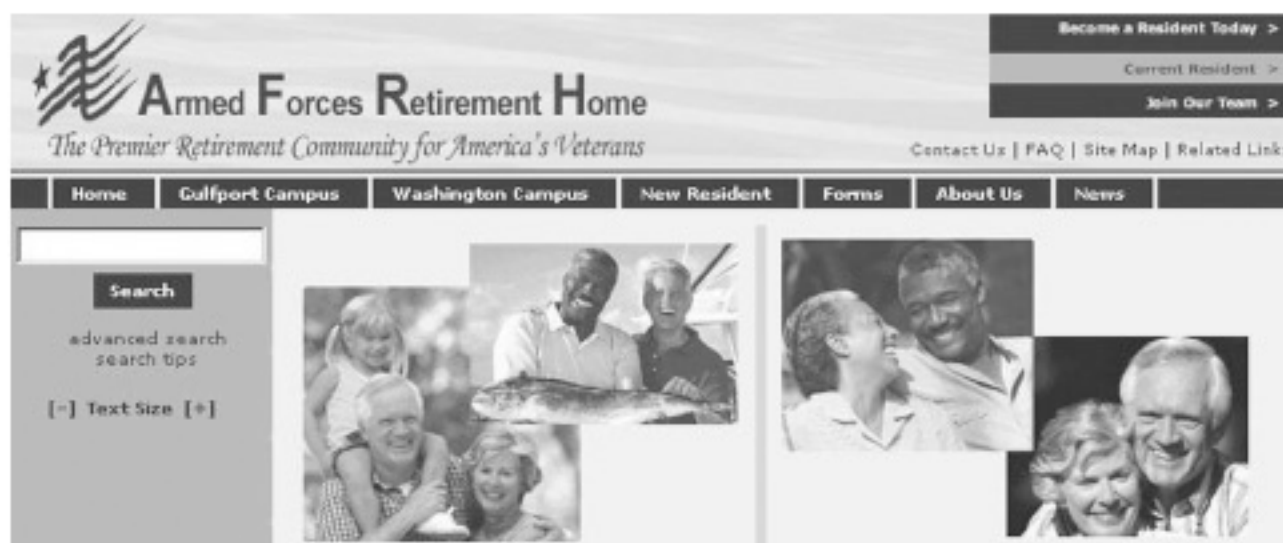 Become a Resident Today >
Current Resident >
Join Our Team >
Armed Forces Retirement Home
The Premier Retirement Community for America's Veterans
Contact Us | FAQ | Site Map | Related Link
Home Gulfport Campus Washington Campus New Resident Forms About Us News
Search
advanced search
search tips
[-] Text Size [+]